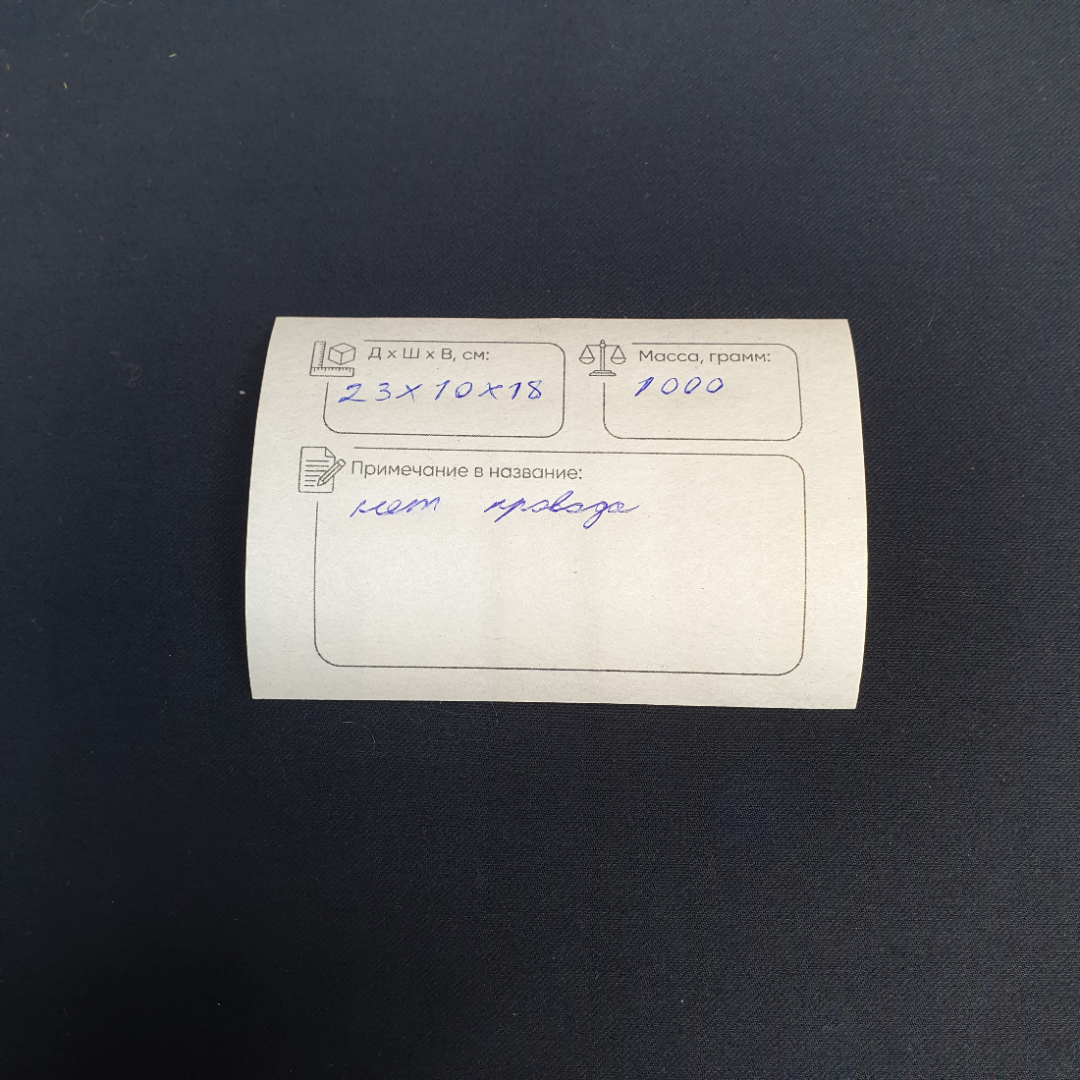 Д х Ш х В, см:
23х10х18
Масса, грамм:
1000
Примечание в название:
нет провода